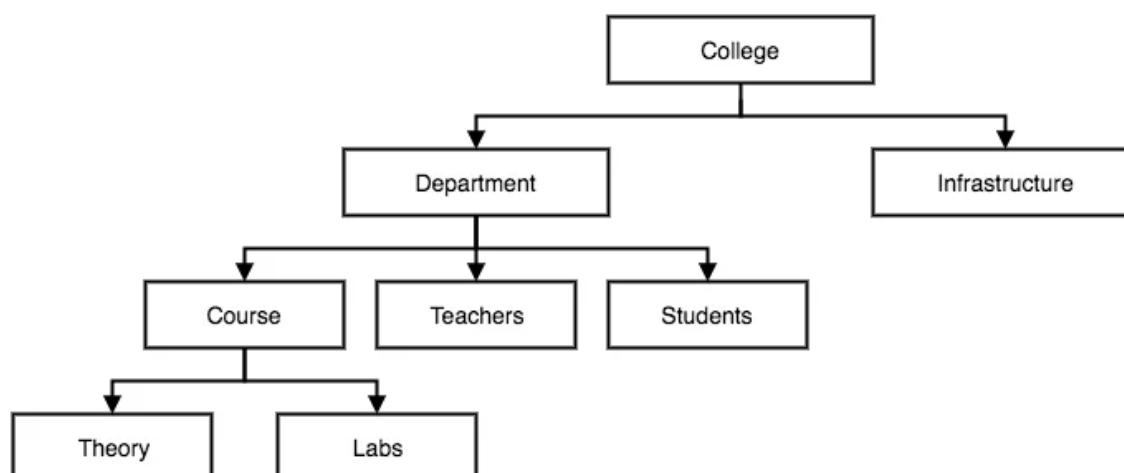 College
Department
Infrastructure
Course
Teachers
Students
Theory
Labs